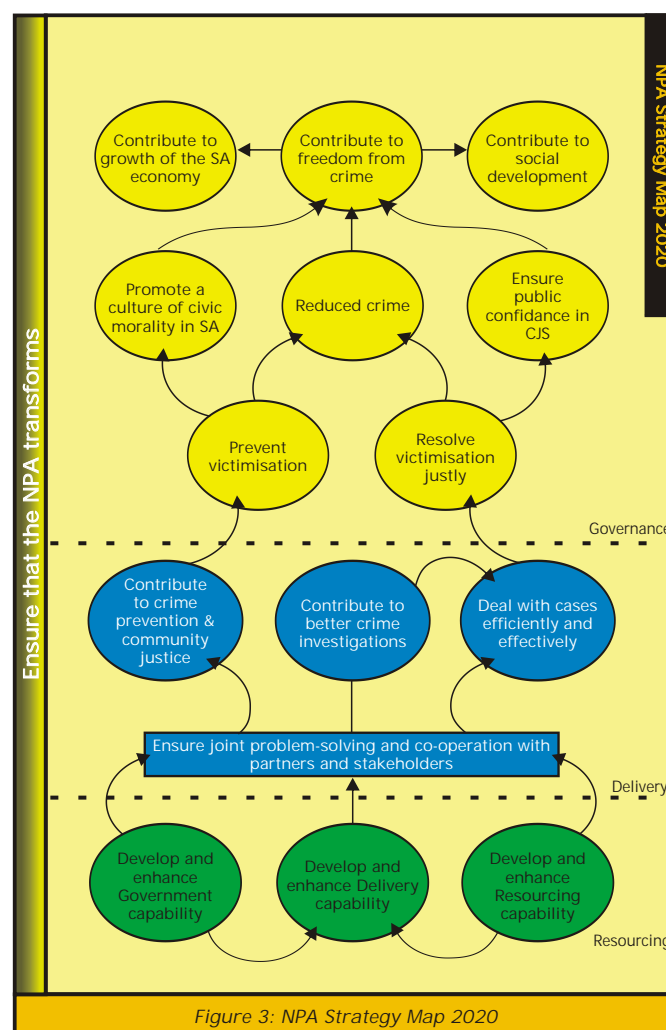 NPA Strategy Map 2020
Ensure that the NPA transforms
Contribute to
growth of the SA
economy
Contribute to
freedom from
crime
Contribute to
social
development
Promote a
culture of civic
morality in SA
Reduced crime
Ensure
public
confidance in
CJS
Prevent
victimisation
Resolve
victimisation
justly
Governance
Contribute
to crime
prevention &
community
justice
Contribute to
better crime
investigations
Deal with cases
efficiently and
effectively
Ensure joint problem-solving and co-operation with
partners and stakeholders
Delivery
Develop and
enhance
Government
capability
Develop and
enhance Delivery
capability
Develop and
enhance
Resourcing
capability
Resourcing
Figure 3: NPA Strategy Map 2020